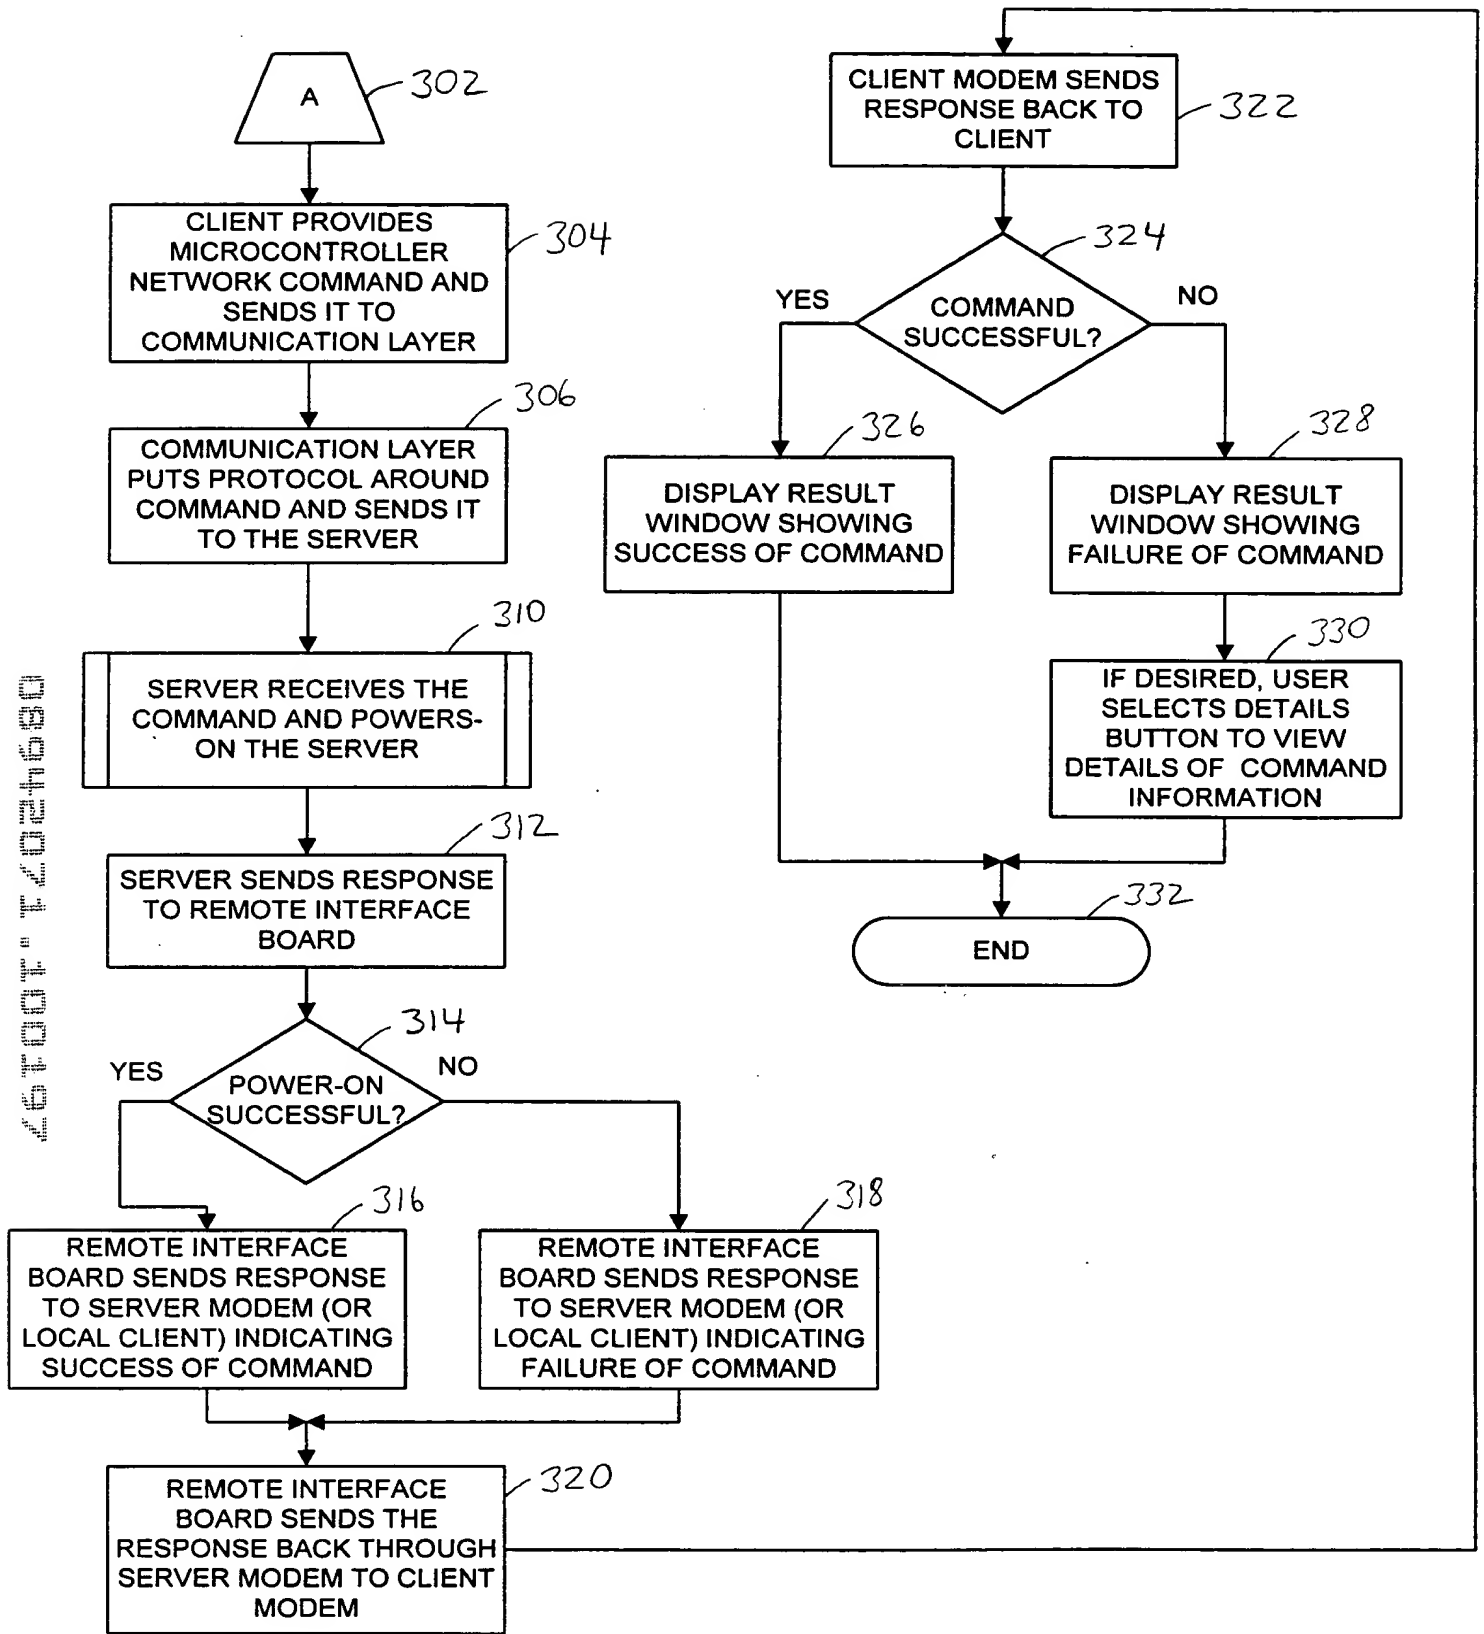 A
302
CLIENT PROVIDES
MICROCONTROLLER
NETWORK COMMAND AND
SENDS IT TO
COMMUNICATION LAYER
304
COMMUNICATION LAYER
PUTS PROTOCOL AROUND
COMMAND AND SENDS IT
TO THE SERVER
306
SERVER RECEIVES THE
COMMAND AND POWERS-
ON THE SERVER
310
SERVER SENDS RESPONSE
TO REMOTE INTERFACE
BOARD
312
POWER-ON
SUCCESSFUL?
314
YES
NO
REMOTE INTERFACE
BOARD SENDS RESPONSE
TO SERVER MODEM (OR
LOCAL CLIENT) INDICATING
SUCCESS OF COMMAND
316
REMOTE INTERFACE
BOARD SENDS RESPONSE
TO SERVER MODEM (OR
LOCAL CLIENT) INDICATING
FAILURE OF COMMAND
318
REMOTE INTERFACE
BOARD SENDS THE
RESPONSE BACK THROUGH
SERVER MODEM TO CLIENT
MODEM
320
CLIENT MODEM SENDS
RESPONSE BACK TO
CLIENT
322
COMMAND
SUCCESSFUL?
324
YES
NO
DISPLAY RESULT
WINDOW SHOWING
SUCCESS OF COMMAND
326
DISPLAY RESULT
WINDOW SHOWING
FAILURE OF COMMAND
328
IF DESIRED, USER
SELECTS DETAILS
BUTTON TO VIEW
DETAILS OF COMMAND
INFORMATION
330
END
332
08942071.100197